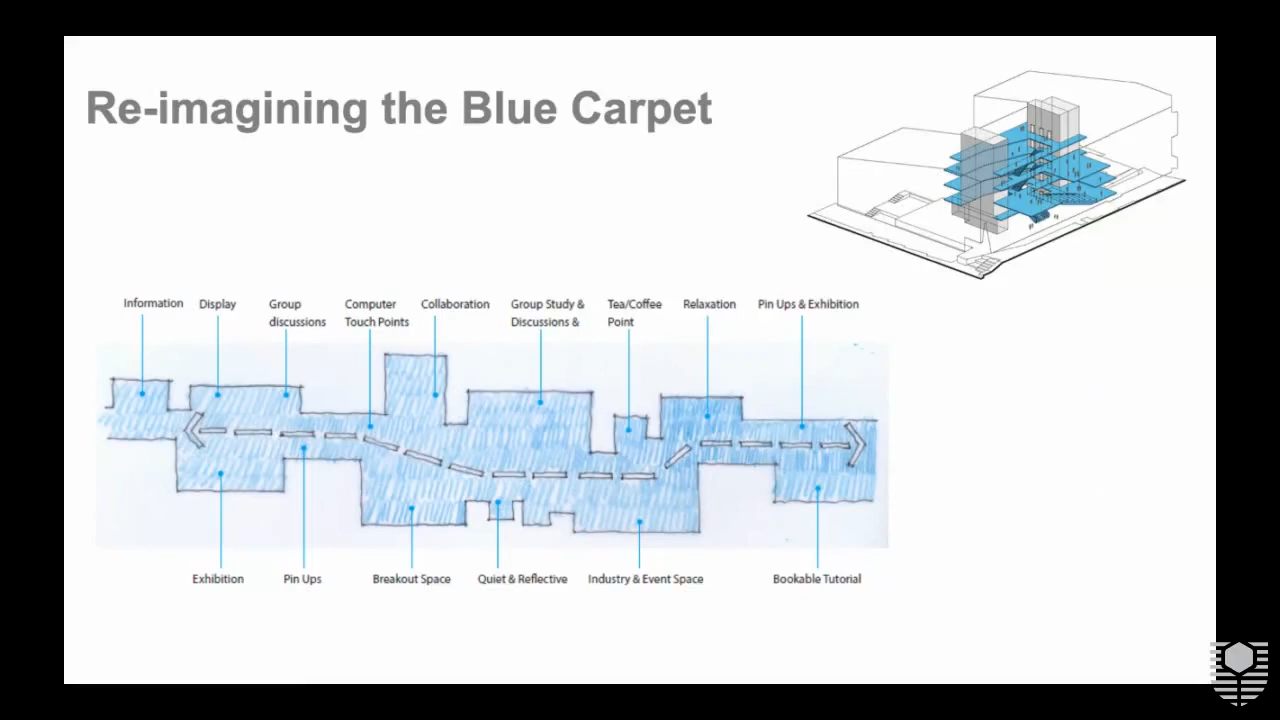 Re-imagining the Blue Carpet
Information
Display
Group
discussions
Computer
Touch Points
Collaboration
Group Study &
Discussions &
Tea/Coffee
Point
Relaxation
Pin Ups & Exhibition
Exhibition
Pin Ups
Breakout Space
Quiet & Reflective
Industry & Event Space
Bookable Tutorial